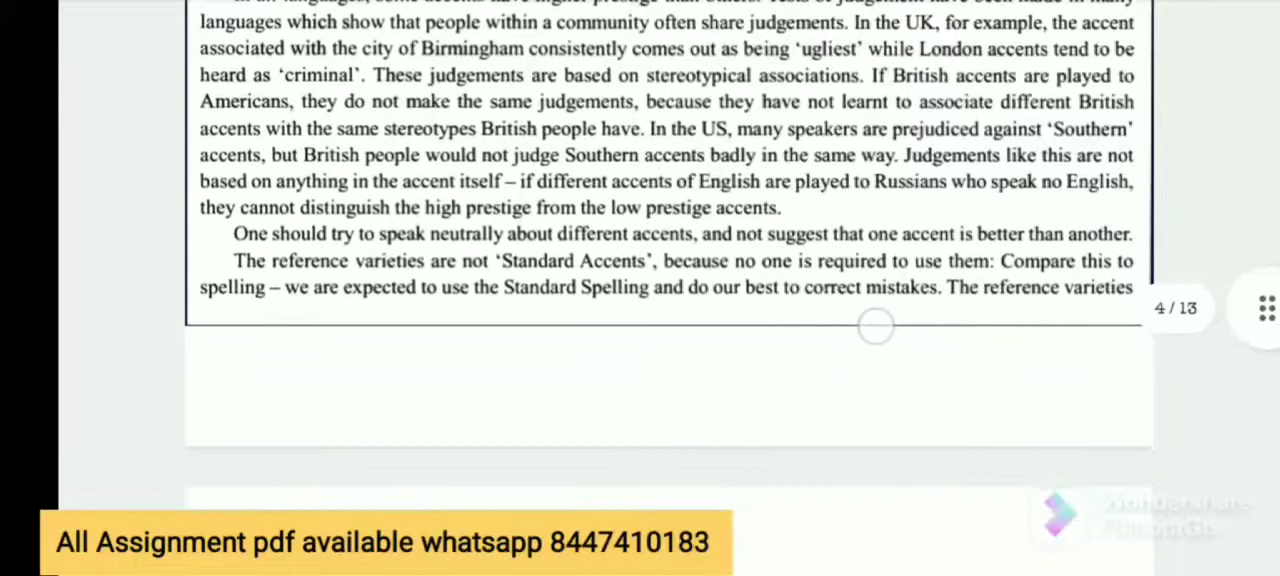 languages which show that people within a community often share judgements. In the UK, for example, the accent
associated with the city of Birmingham consistently comes out as being ‘ugliest’ while London accents tend to be
heard as ‘criminal’. These judgements are based on stereotypical associations. If British accents are played to
Americans, they do not make the same judgements, because they have not learnt to associate different British
accents with the same stereotypes British people have. In the US, many speakers are prejudiced against ‘Southern’
accents, but British people would not judge Southern accents badly in the same way. Judgements like this are not
based on anything in the accent itself – if different accents of English are played to Russians who speak no English,
they cannot distinguish the high prestige from the low prestige accents.
One should try to speak neutrally about different accents, and not suggest that one accent is better than another.
The reference varieties are not ‘Standard Accents’, because no one is required to use them: Compare this to
spelling – we are expected to use the Standard Spelling and do our best to correct mistakes. The reference varieties
4 / 13
All Assignment pdf available whatsapp 8447410183